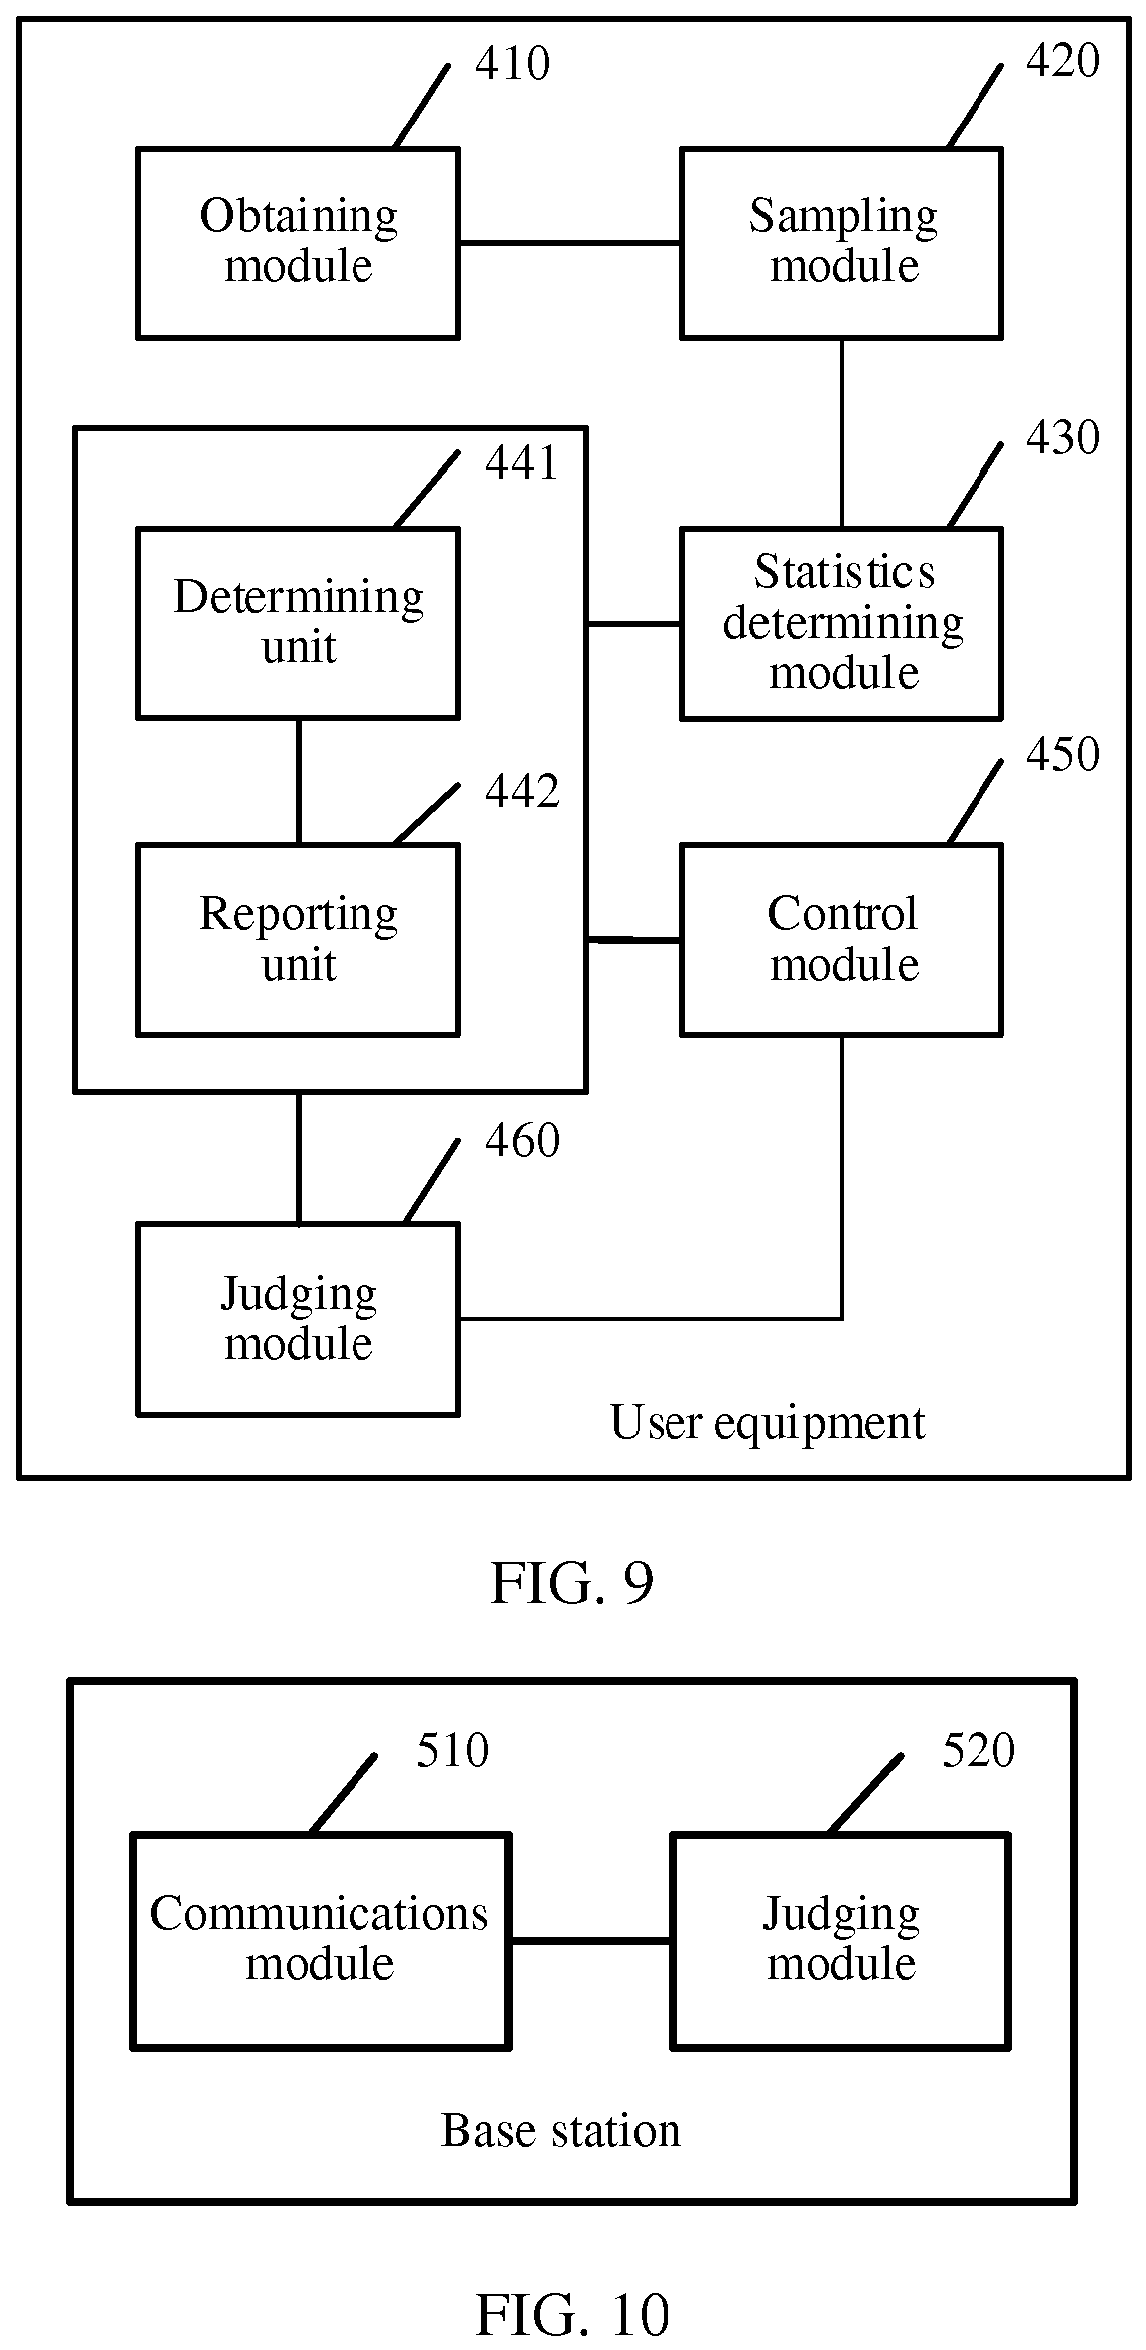 410
420
Obtaining
module
Sampling
module
441
430
Determining
unit
Statistics
determining
module
442
450
Reporting
unit
Control
module
460
Judging
module
User equipment
FIG. 9
510
520
Communications
module
Judging
module
Base station
FIG. 10